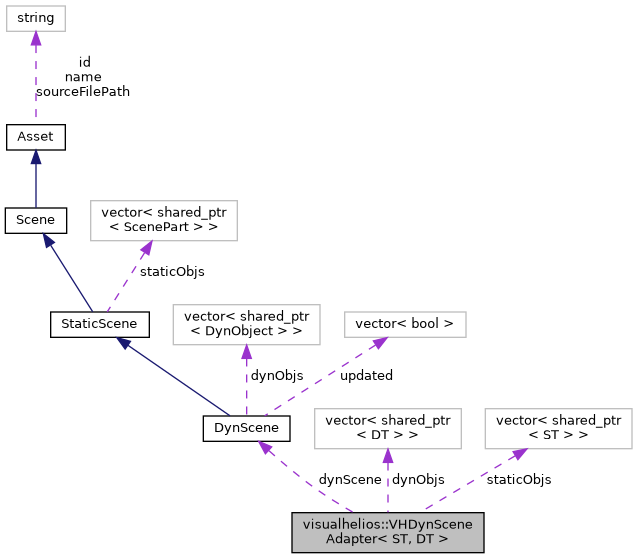 string
id
name
sourceFilePath
Asset
Scene
vector< shared_ptr
< ScenePart > >
staticObjs
StaticScene
vector< shared_ptr
< DynObject > >
vector< bool >
dynObjs
updated
DynScene
vector< shared_ptr
< DT > >
vector< shared_ptr
< ST > >
dynScene
dynObjs
staticObjs
visualhelios::VHDynScene
Adapter< ST, DT >